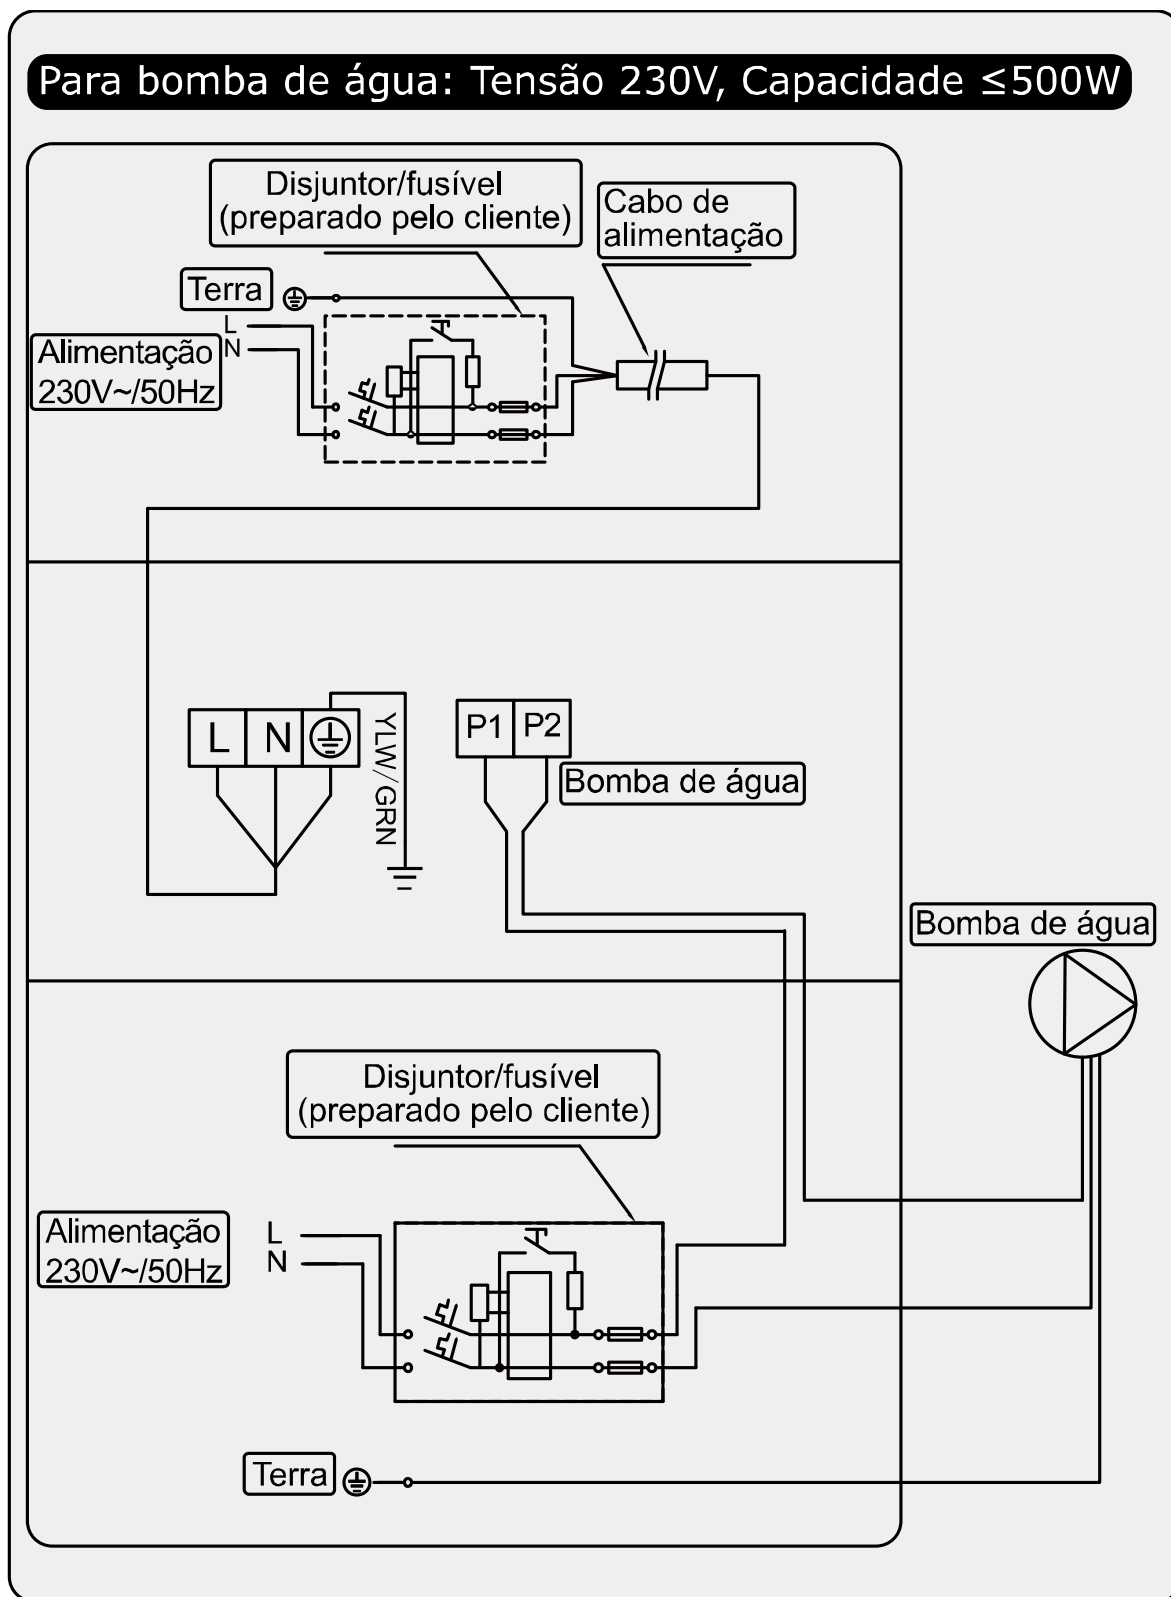 Para bomba de água: Tensão 230V, Capacidade ≤500W
Disjuntor/fusível
(preparado pelo cliente)
Cabo de
alimentação
Terra
L
N
Alimentação
230V~/50Hz
L N
YLW/GRN
P1 P2
Bomba de água
Bomba de água
Disjuntor/fusível
(preparado pelo cliente)
Alimentação
230V~/50Hz
L
N
Terra